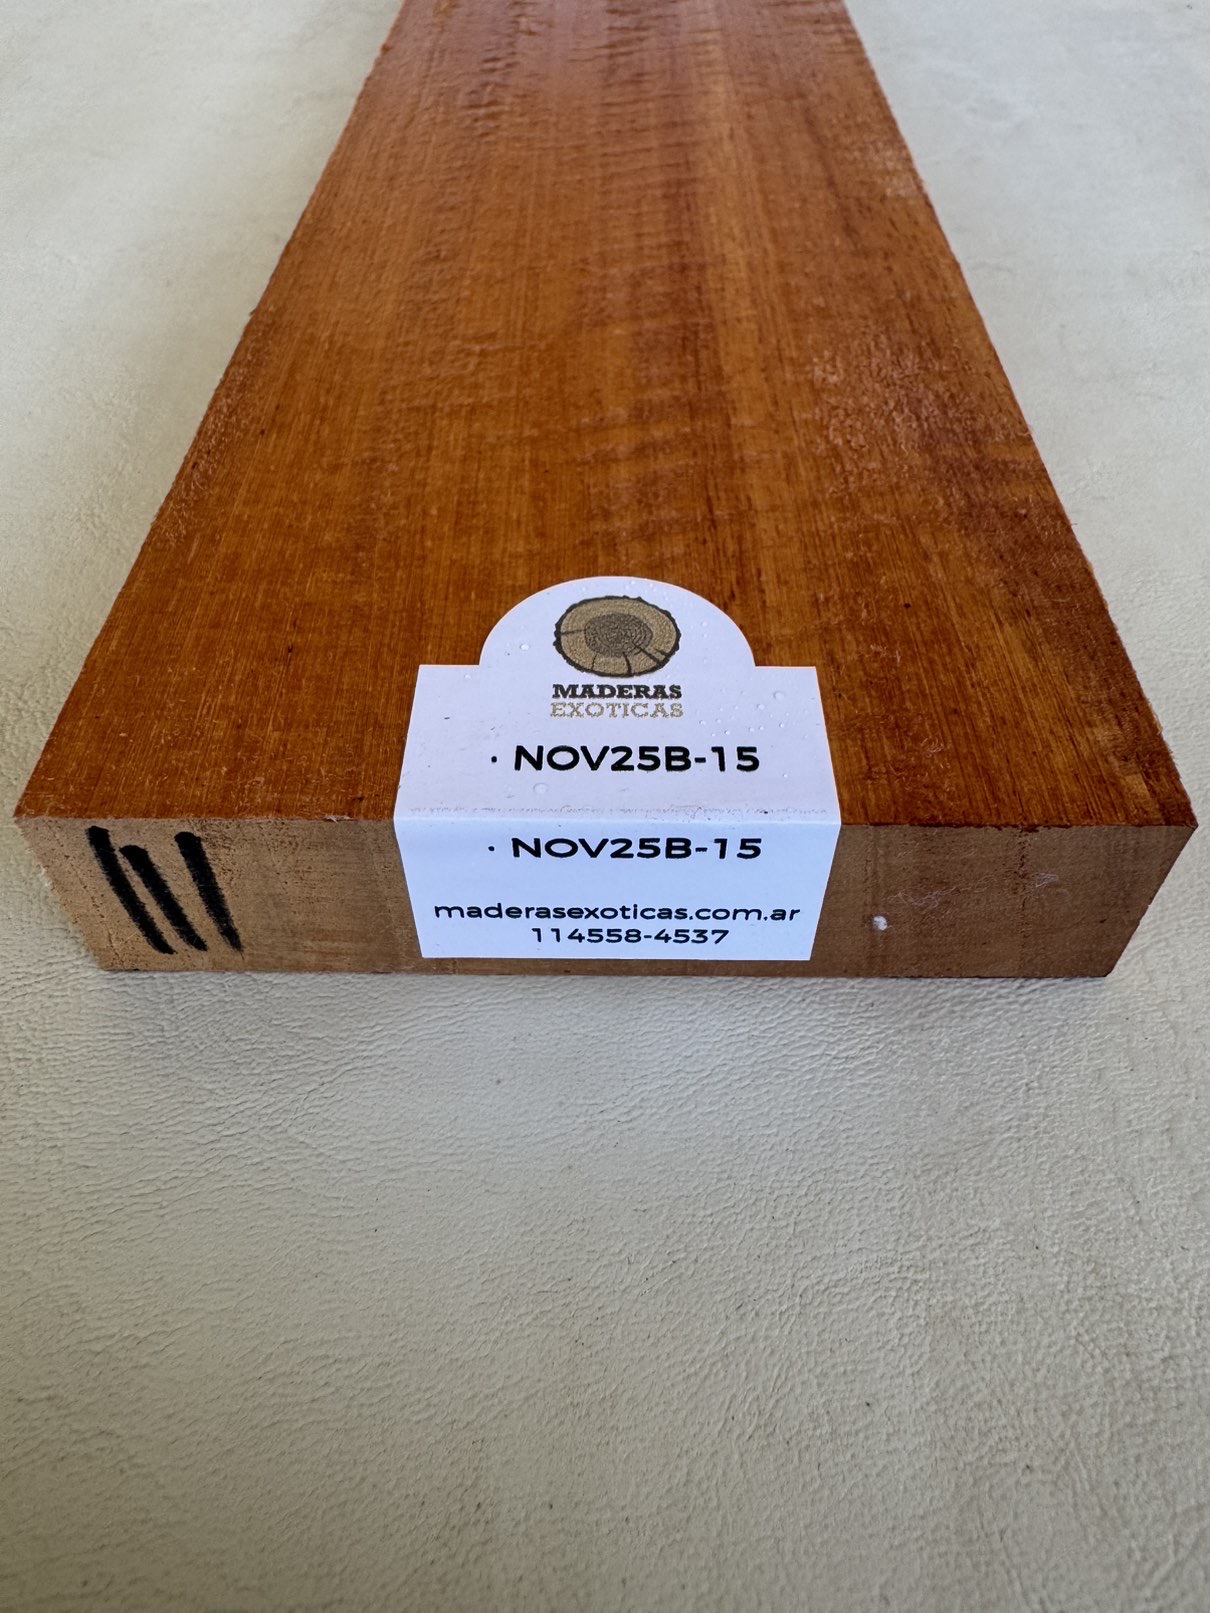 MADERAS
EXOTICAS
· NOV25B-15
· NOV25B-15
maderasexoticas.com.ar
114558-4537